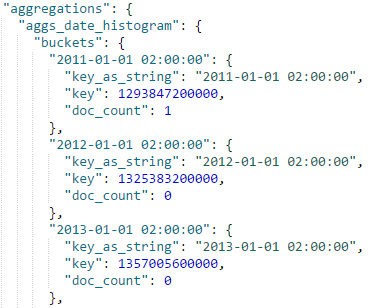 "aggregations": {
"aggs_date_histogram": {
"buckets": {
"2011-01-01 02:00:00": {
"key_as_string": "2011-01-01 02:00:00",
"key": 1293847200000,
"doc_count": 1
},
"2012-01-01 02:00:00": {
"key_as_string": "2012-01-01 02:00:00",
"key": 1325383200000,
"doc_count": 0
},
"2013-01-01 02:00:00": {
"key_as_string": "2013-01-01 02:00:00",
"key": 1357005600000,
"doc_count": 0
},